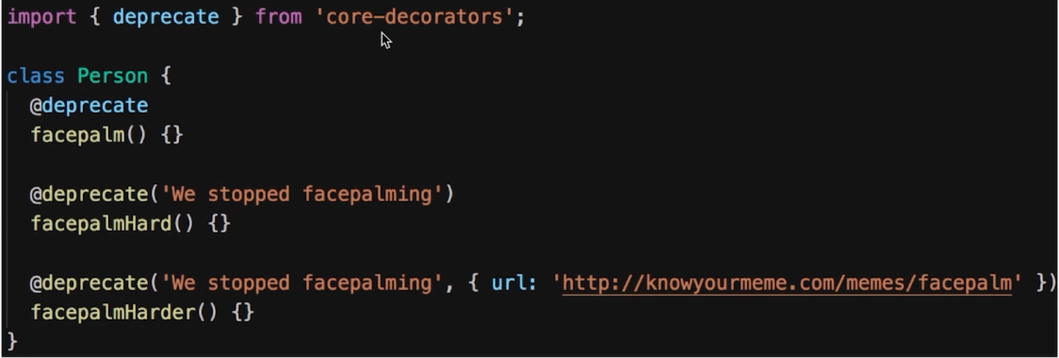 import { deprecate } from 'core-decorators';
class Person {
@deprecate
facepalm() {}
@deprecate('We stopped facepalming')
facepalmHard() {}
@deprecate('We stopped facepalming', { url: 'http://knowyourmeme.com/memes/facepalm' })
facepalmHarder() {}
}